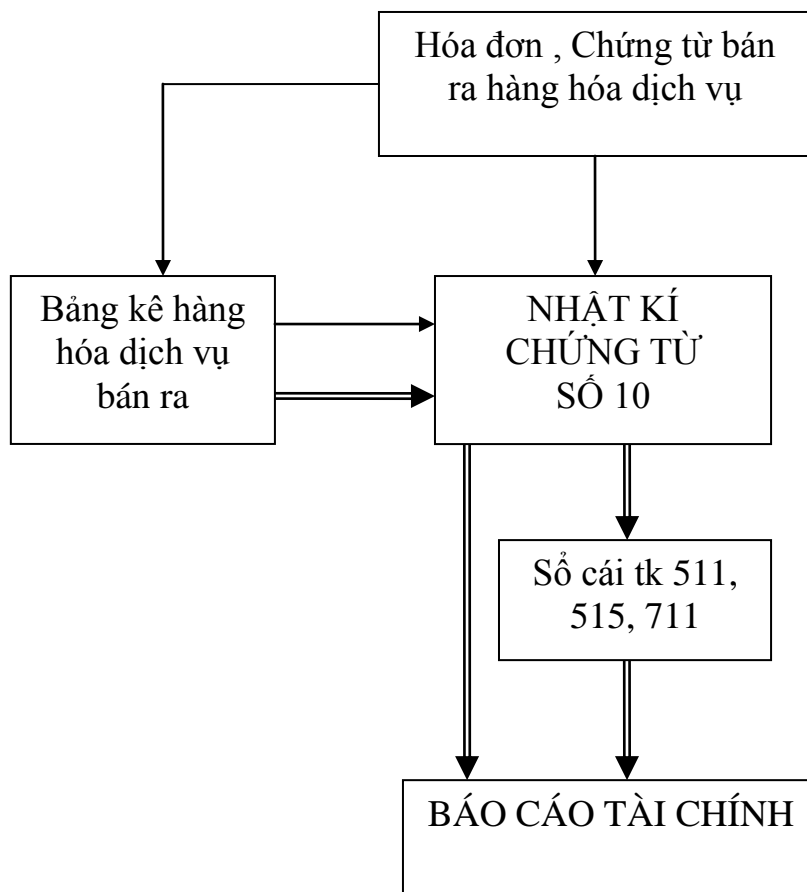 Hóa đơn , Chứng từ bán
ra hàng hóa dịch vụ
Bảng kê hàng
hóa dịch vụ
bán ra
NHẬT KÍ
CHỨNG TỪ
SỐ 10
Sổ cái tk 511,
515, 711
BÁO CÁO TÀI CHÍNH